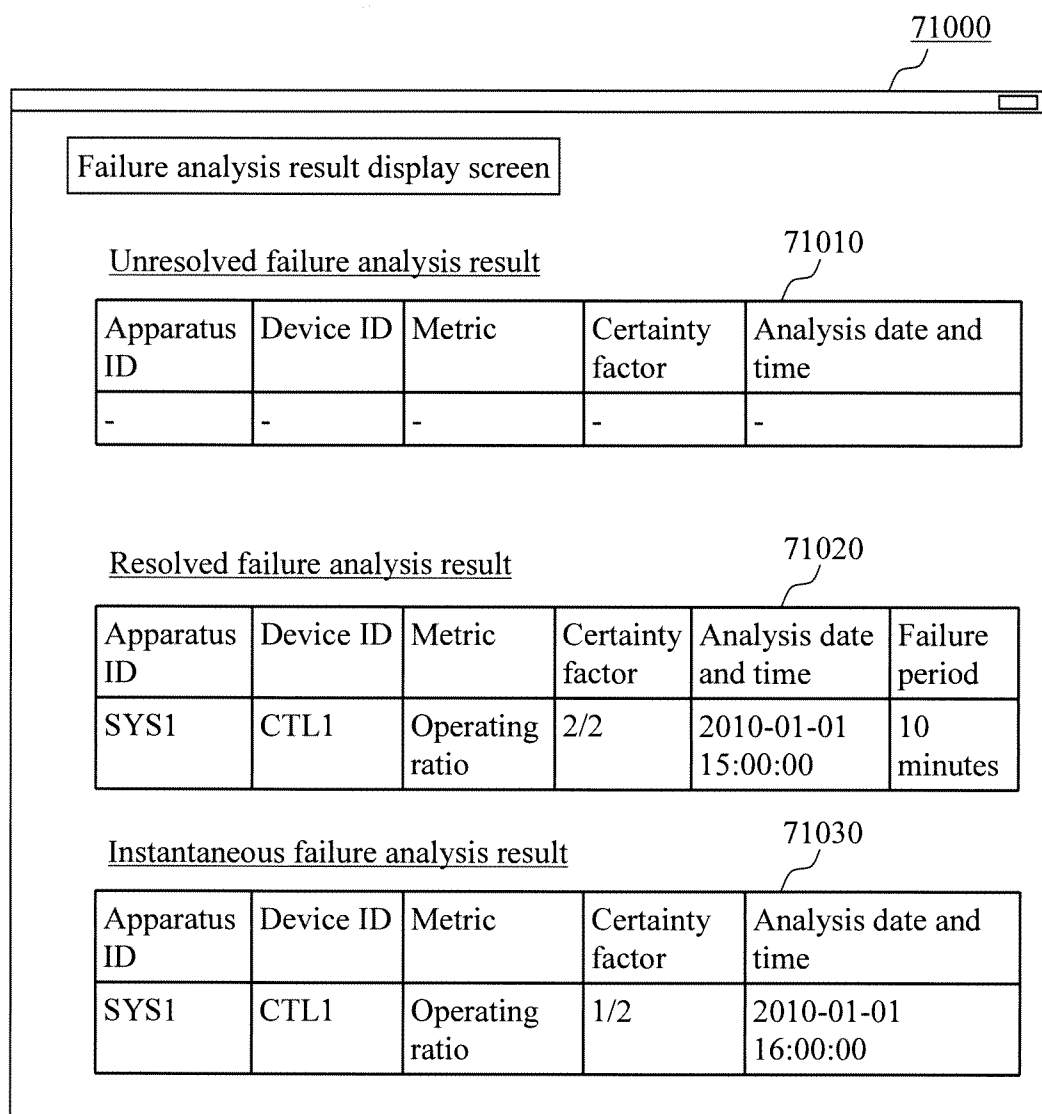 71000
Failure analysis result display screen
Unresolved failure analysis result
71010
Apparatus ID Device ID Metric Certainty factor Analysis date and time
- - - - -
Resolved failure analysis result
71020
Apparatus ID Device ID Metric Certainty factor Analysis date and time Failure period
SYS1 CTL1 Operating ratio 2/2 2010-01-01 15:00:00 10 minutes
Instantaneous failure analysis result
71030
Apparatus ID Device ID Metric Certainty factor Analysis date and time
SYS1 CTL1 Operating ratio 1/2 2010-01-01 16:00:00